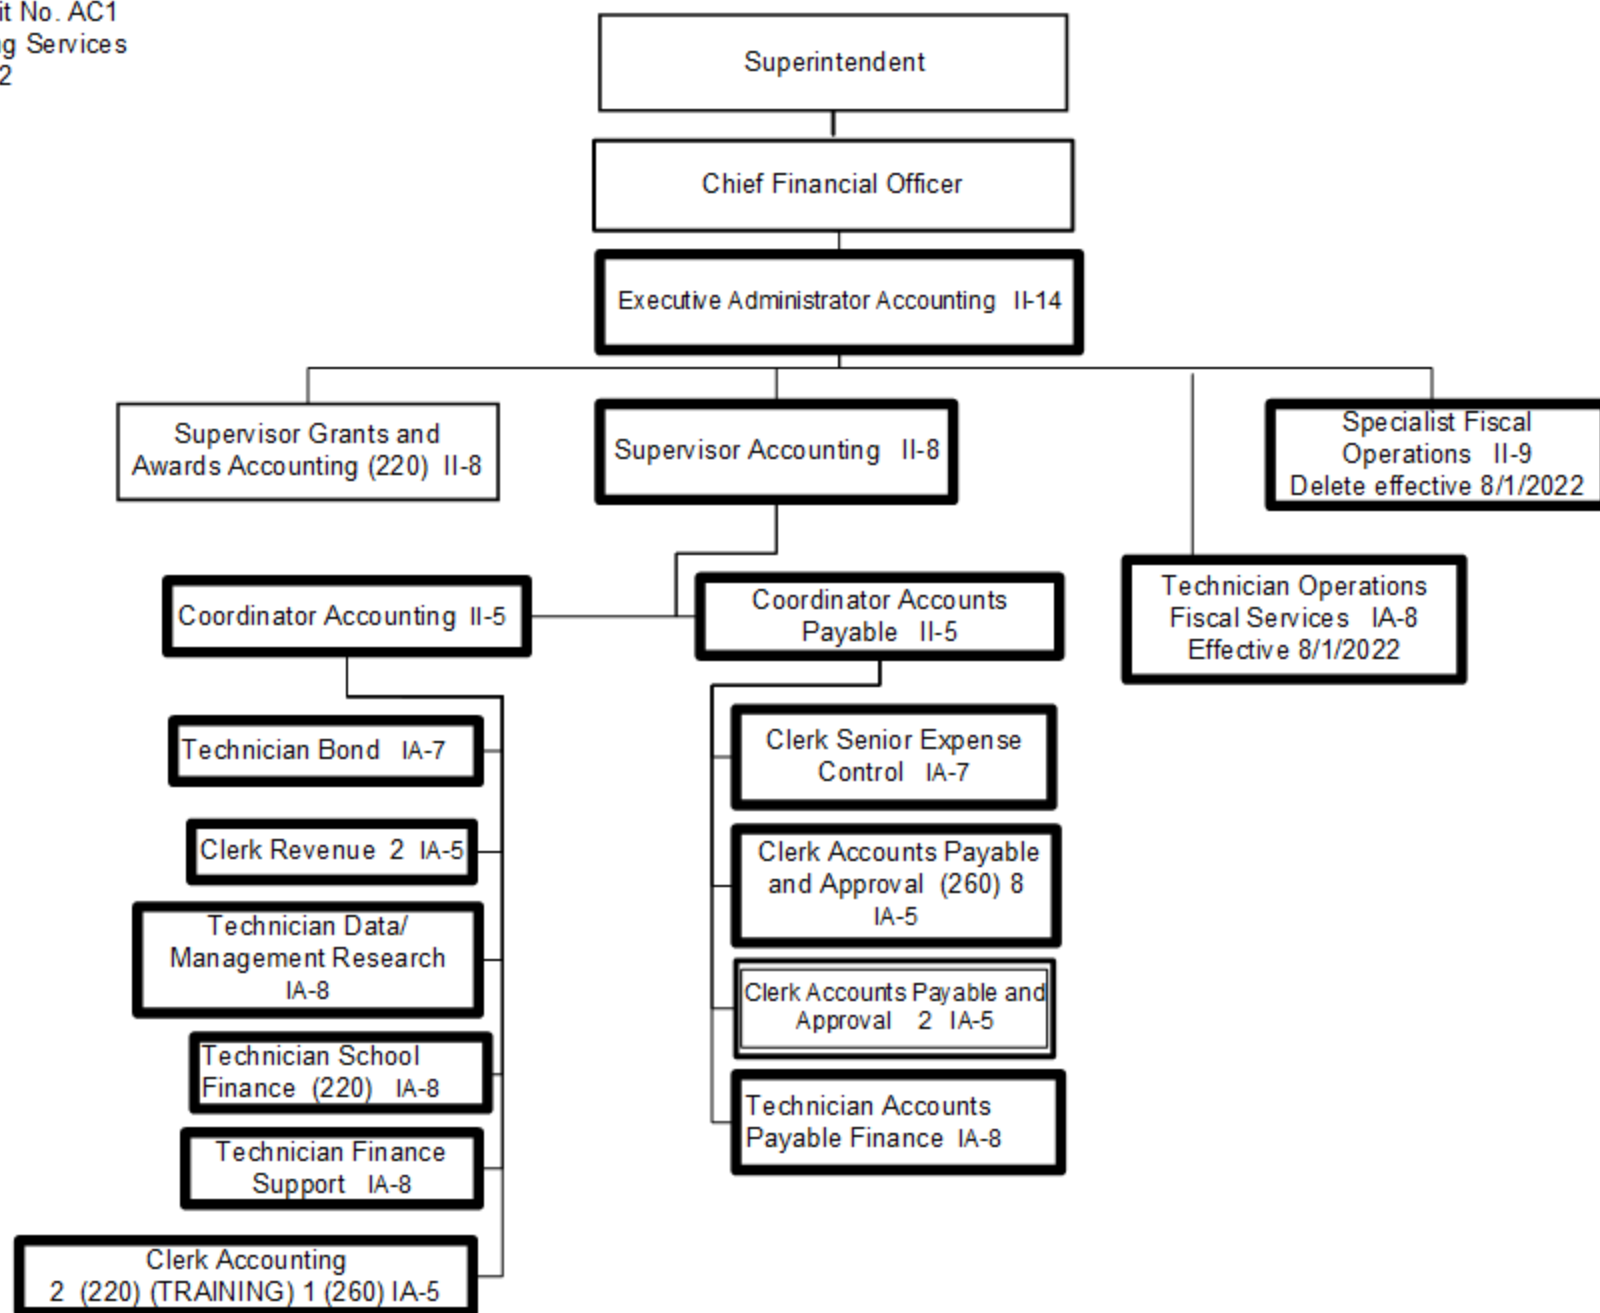 it No. AC1
g Services
2
Superintendent
Chief Financial Officer
Executive Administrator Accounting II-14
Supervisor Grants and
Awards Accounting (220) II-8
Supervisor Accounting II-8
Specialist Fiscal
Operations II-9
Delete effective 8/1/2022
Technician Operations
Fiscal Services IA-8
Effective 8/1/2022
Coordinator Accounting II-5
Coordinator Accounts
Payable II-5
Technician Bond IA-7
Clerk Revenue 2 IA-5
Technician Data/
Management Research
IA-8
Technician School
Finance (220) IA-8
Technician Finance
Support IA-8
Clerk Accounting
2 (220) (TRAINING) 1 (260) IA-5
Clerk Senior Expense
Control IA-7
Clerk Accounts Payable
and Approval (260) 8
IA-5
Clerk Accounts Payable and
Approval 2 IA-5
Technician Accounts
Payable Finance IA-8